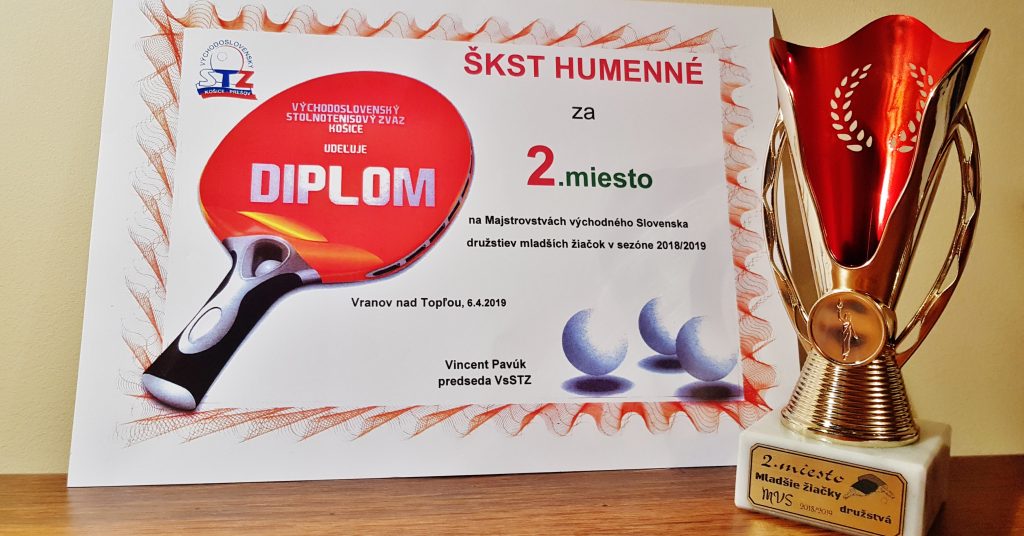 VÝCHODOSLOVENSKÝ
STZ
KOŠICE - PREŠOV
VÝCHODOSLOVENSKÝ
STOLNOTENISOVÝ ZVÄZ
KOŠICE
UDEĽUJE
DIPLOM
ŠKST HUMENNÉ
za
2.miesto
na Majstrovstvách východného Slovenska
družstiev mladších žiačok v sezóne 2018/2019
Vranov nad Topľou, 6.4.2019
Vincent Pavúk
predseda VsSTZ
2.miesto
Mladšie žiačky
MVS 2018/2019 družstvá